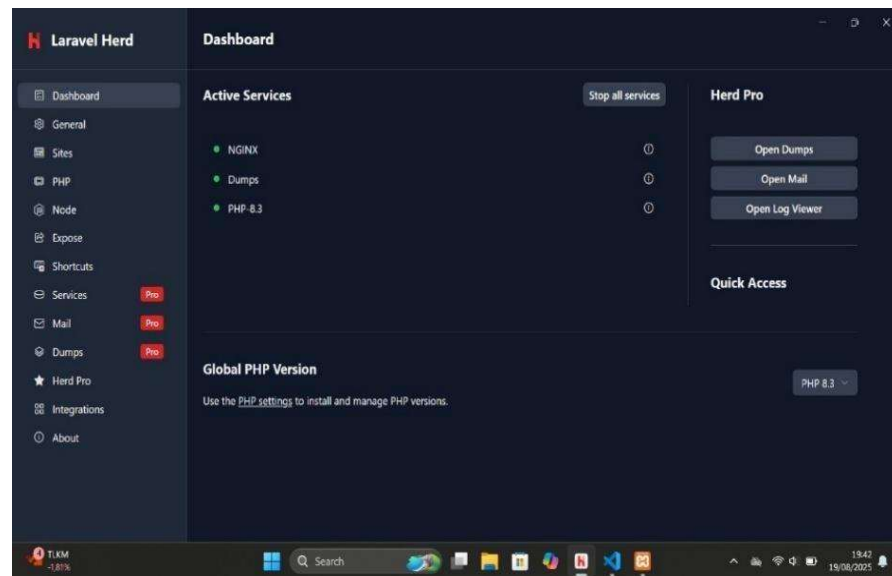 Laravel Herd
Dashboard
Dashboard
General
Sites
PHP
Node
Expose
Shortcuts
Services Pro
Mail Pro
Dumps Pro
Herd Pro
Integrations
About
Active Services
Stop all services
NGINX
Dumps
PHP-8.3
Herd Pro
Open Dumps
Open Mail
Open Log Viewer
Quick Access
Global PHP Version
PHP 8.3
Use the PHP settings to install and manage PHP versions.
4
TLKM
-1,81%
Search
19:42
19/08/2025